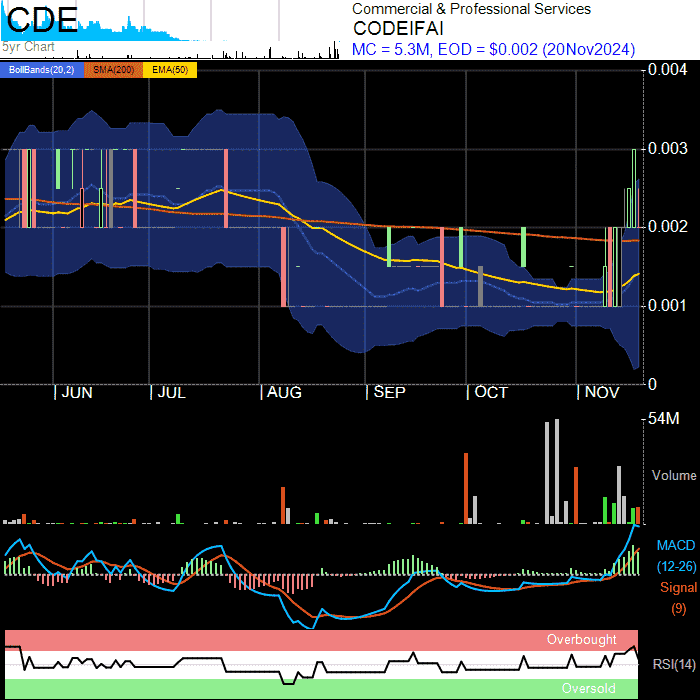 CDE
5yr Chart
Commercial & Professional Services
CODEIFAI
MC = 5.3M, EOD = $0.002 (20Nov2024)
BollBands(20,2) SMA(200) EMA(50)
0.004
0.003
0.002
0.001
0
JUN JUL AUG SEP OCT NOV
54M
Volume
MACD
(12-26)
Signal
(9)
Overbought
RSI(14)
Oversold